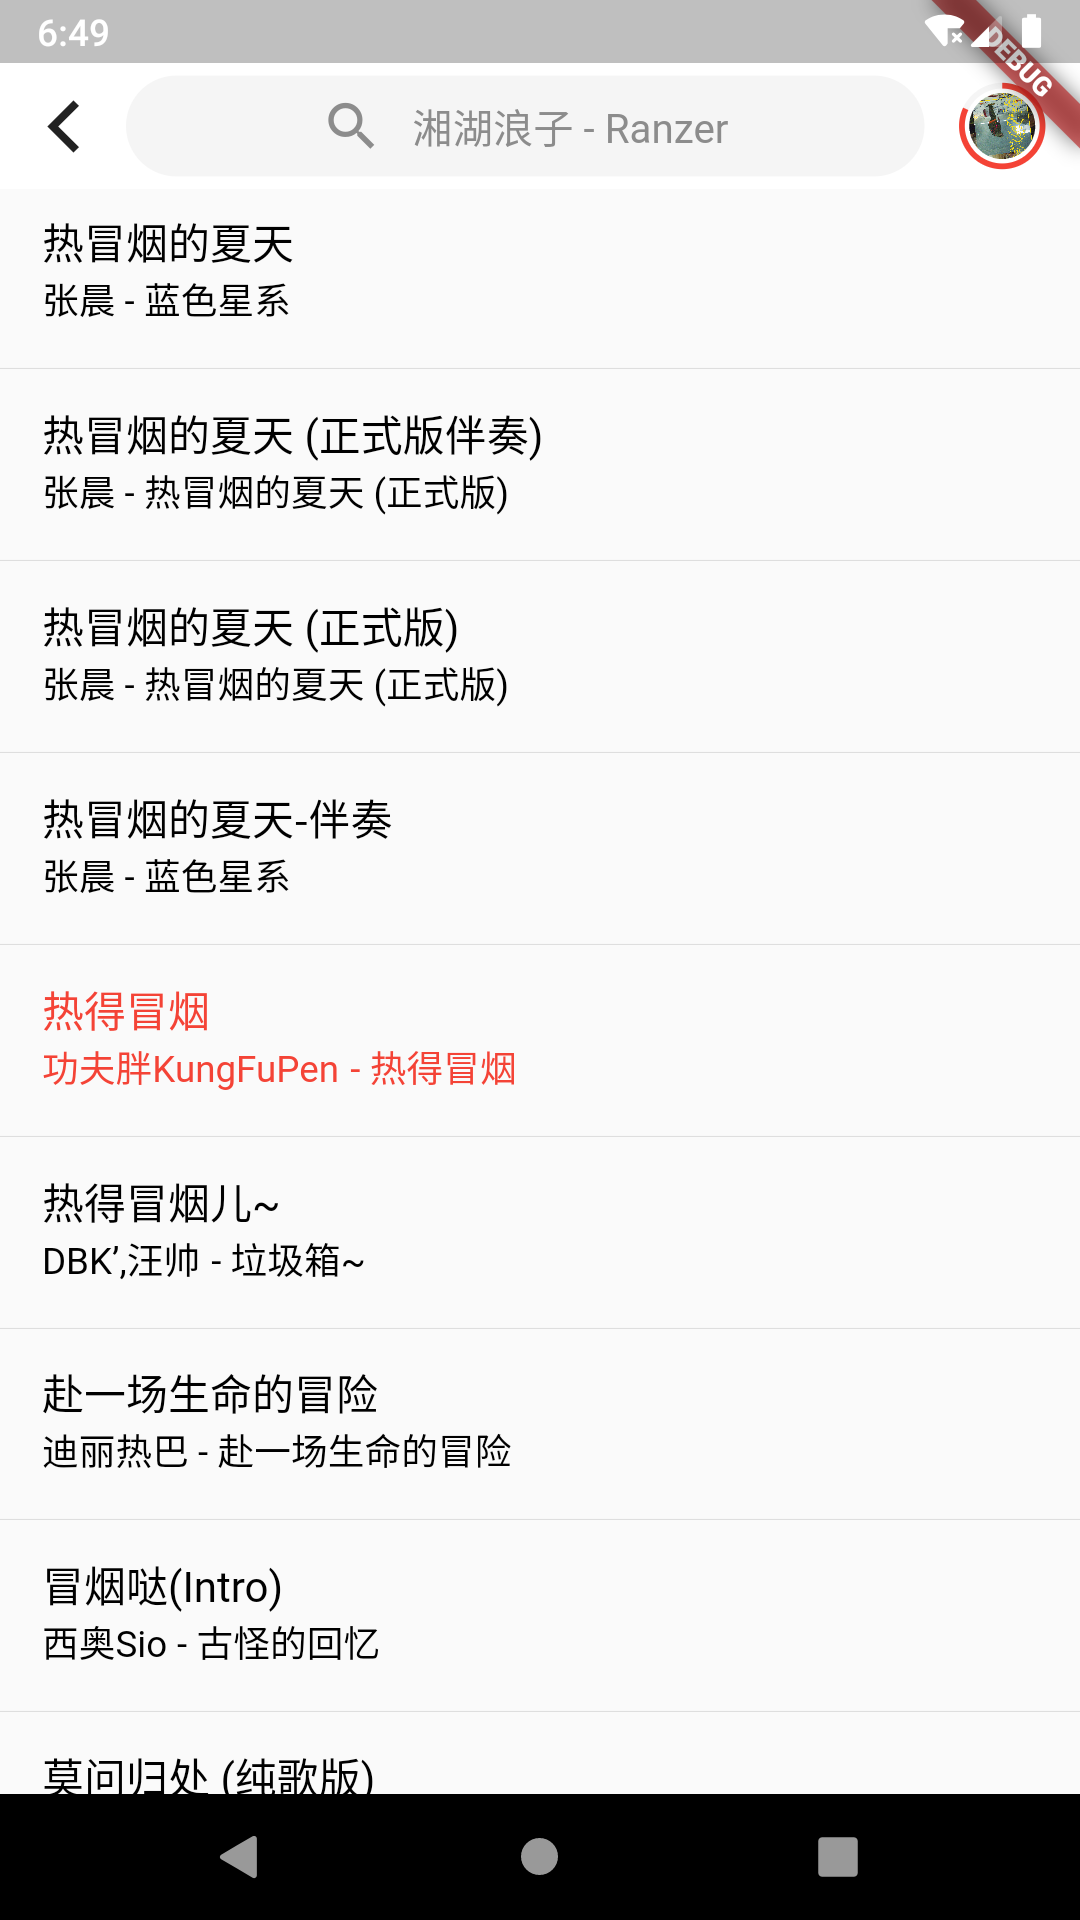 6:49
DEBUG
湘湖浪子 - Ranzer
热冒烟的夏天
张晨 - 蓝色星系
热冒烟的夏天 (正式版伴奏)
张晨 - 热冒烟的夏天 (正式版)
热冒烟的夏天 (正式版)
张晨 - 热冒烟的夏天 (正式版)
热冒烟的夏天-伴奏
张晨 - 蓝色星系
热得冒烟
功夫胖KungFuPen - 热得冒烟
热得冒烟儿~
DBK’,汪帅 - 垃圾箱~
赴一场生命的冒险
迪丽热巴 - 赴一场生命的冒险
冒烟哒(Intro)
西奥Sio - 古怪的回忆
莫问归处 (纯歌版)